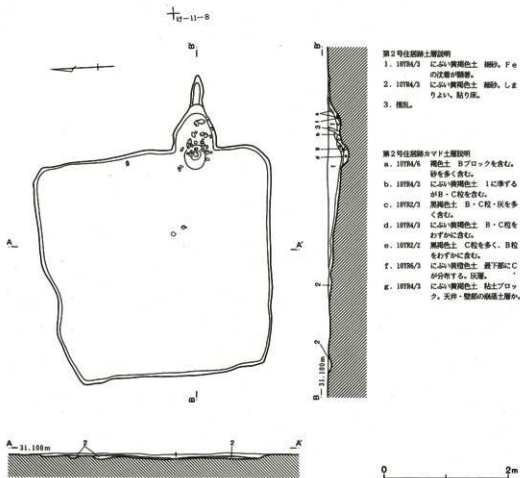 け-11-8
B'
第2号住居跡土層説明
1. 10YR4/3 にぶい黄褐色土 細砂。Fe
の沈着が顕著。
2. 10YR4/3 にぶい黄褐色土 細砂。しま
りよい。貼り床。
3. 撹乱。
第2号住居跡カマド土層説明
a. 10YR4/6 褐色土 Bブロックを含む。
砂を多く含む。
b. 10YR4/3 にぶい黄褐色土 1に準ずる
がB・C粒を含む。
c. 10YR2/3 黒褐色土 B・C粒・灰を多
く含む。
d. 10YR4/3 にぶい黄褐色土 B・C粒を
わずかに含む。
e. 10YR2/2 黒褐色土 C粒を多く、B粒
をわずかに含む。
f. 10YR6/3 にぶい黄橙色土 最下部にC
が分布する。灰層。
g. 10YR4/3 にぶい黄褐色土 粘土ブロッ
ク。天井・壁部の崩落土層か。
A
A'
B
B'
1
2
2
B
31.100m
A
31.100m
2
2
A'
0
2m